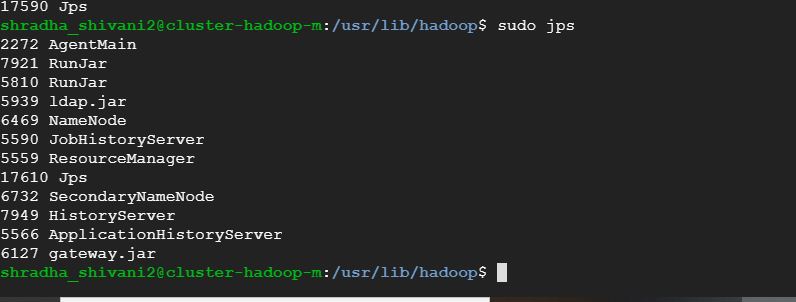 17590 Jps
shradha_shivani2@cluster-hadoop-m:/usr/lib/hadoop$ sudo jps
2272 AgentMain
7921 RunJar
5810 RunJar
5939 ldap.jar
6469 NameNode
5590 JobHistoryServer
5559 ResourceManager
17610 Jps
6732 SecondaryNameNode
7949 HistoryServer
5566 ApplicationHistoryServer
6127 gateway.jar
shradha_shivani2@cluster-hadoop-m:/usr/lib/hadoop$